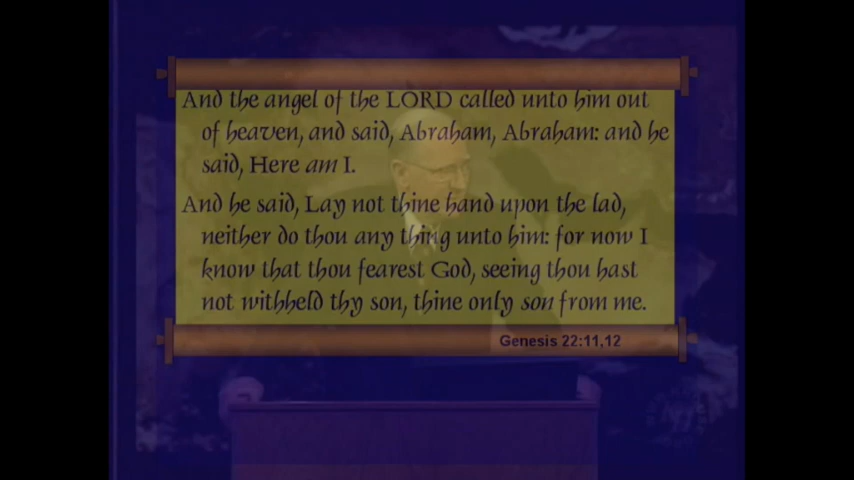 And the angel of the LORD called unto him out
of heaven, and said, Abraham, Abraham: and he
said, Here am I.
And he said, Lay not thine hand upon the lad,
neither do thou any thing unto him: for now I
know that thou fearest God, seeing thou hast
not withheld thy son, thine only son from me.
Genesis 22:11,12